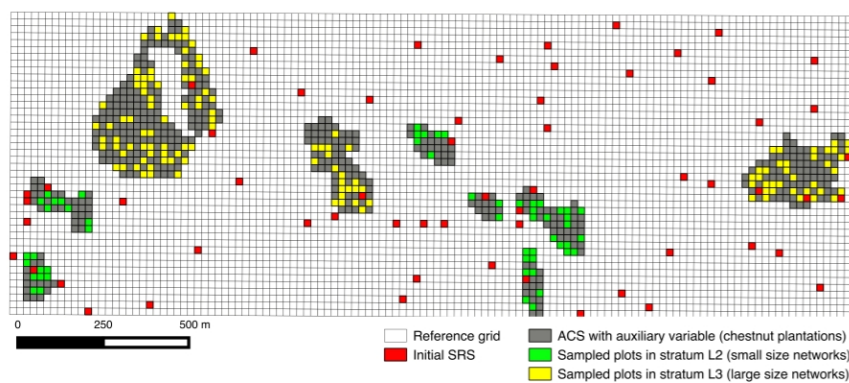 0 250 500 m
Reference grid
Initial SRS
ACS with auxiliary variable (chestnut plantations)
Sampled plots in stratum L2 (small size networks)
Sampled plots in stratum L3 (large size networks)